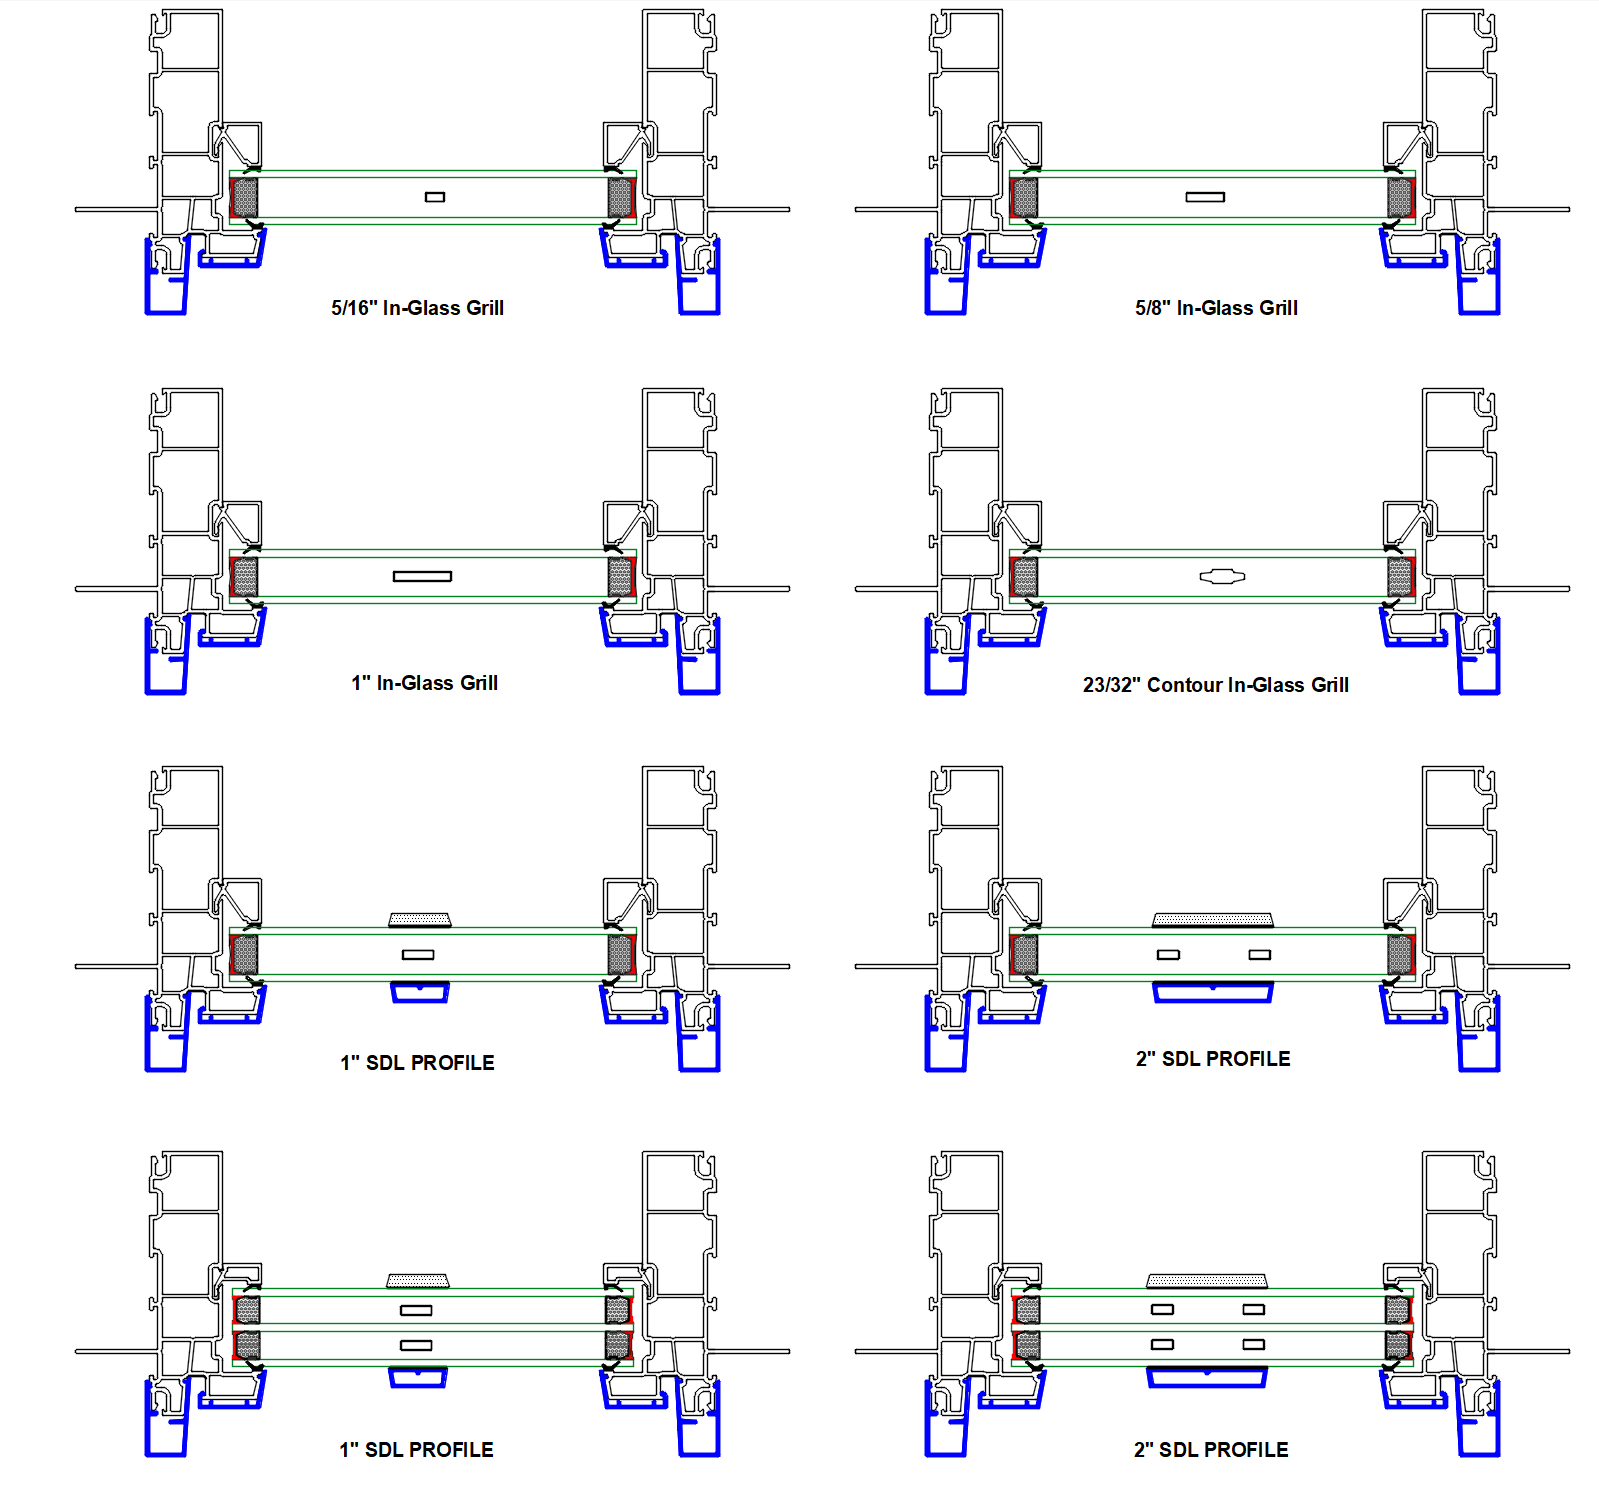 5/16" In-Glass Grill
5/8" In-Glass Grill
1" In-Glass Grill
23/32" Contour In-Glass Grill
1" SDL PROFILE
2" SDL PROFILE
1" SDL PROFILE
2" SDL PROFILE